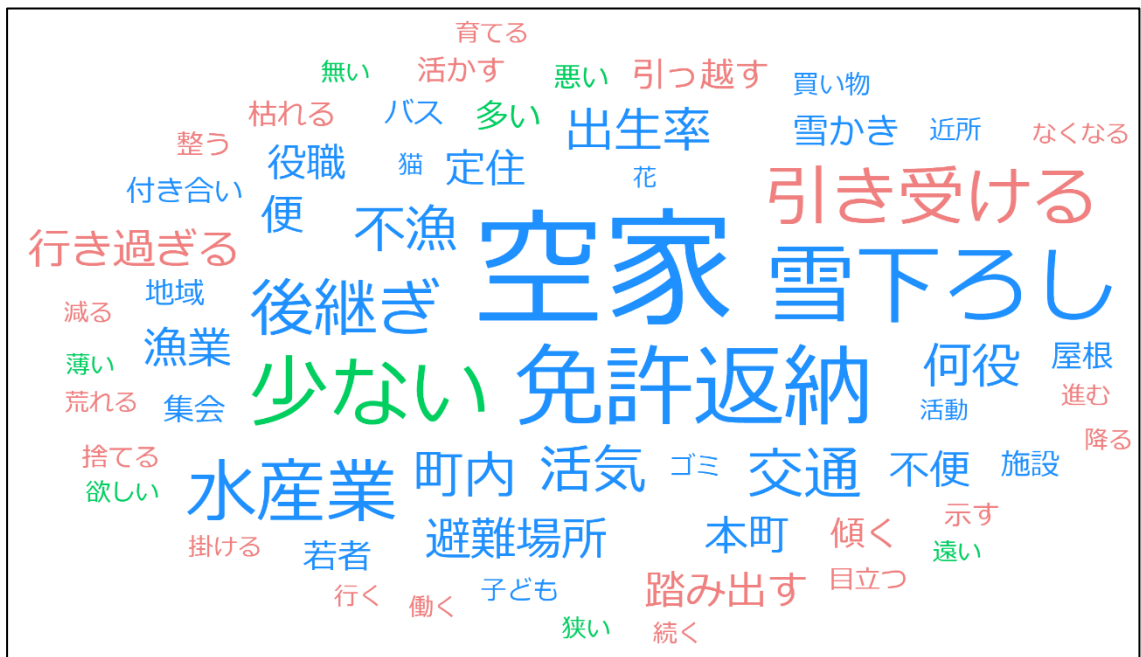 育てる
無い 活かす 悪い 引っ越す 買い物
枯れる バス 多い 出生率 雪かき 近所 なくなる
整う 役職 猫 定住 花
付き合い 便 不漁 空家 引き受ける
行き過ぎる
地域 後継ぎ 雪下ろし
減る 漁業
薄い 少ない 免許返納 何役 屋根
荒れる 集会 活動 進む
降る
捨てる 水産業 町内 活気 ゴミ 交通 不便 施設
欲しい
掛ける 若者 避難場所 本町 傾く 示す
遠い
行く 働く 子ども 踏み出す 目立つ
狭い 続く